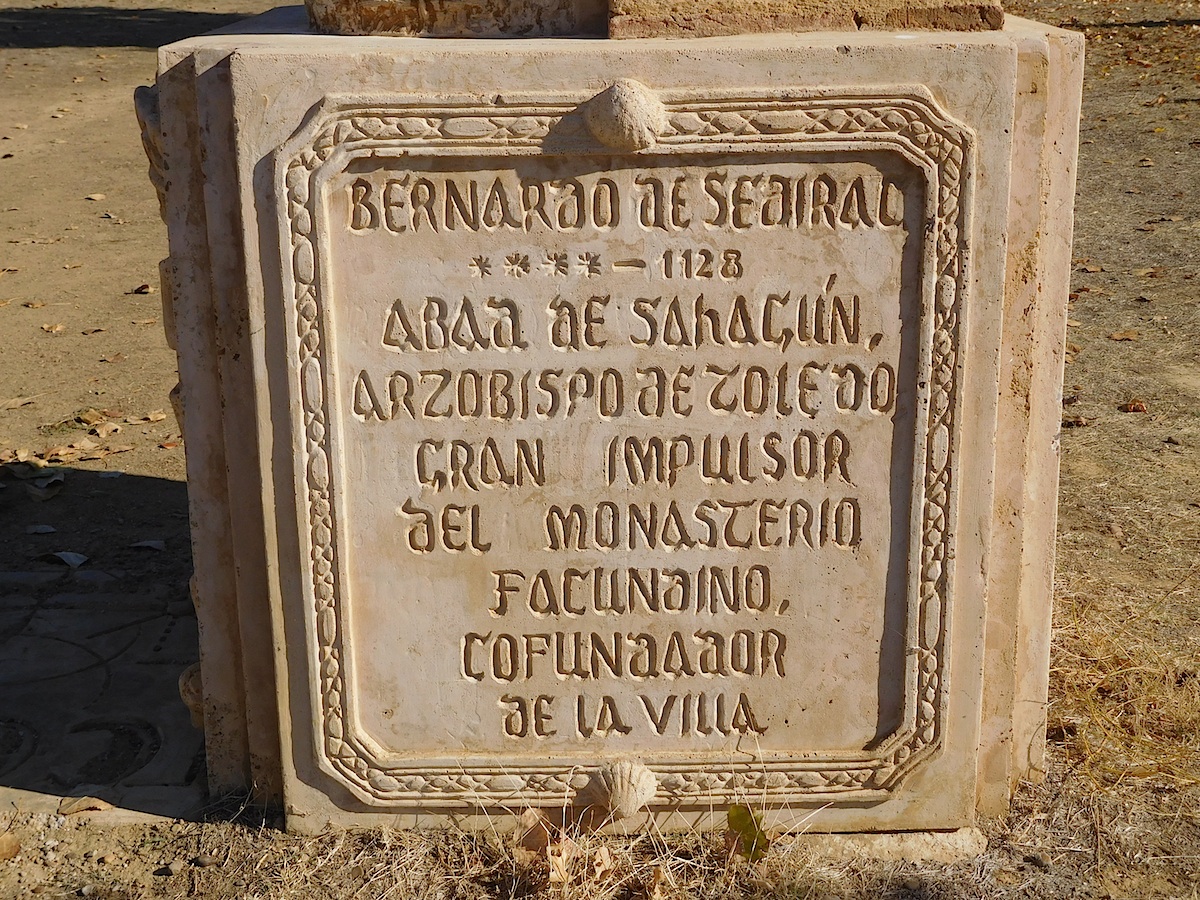 BERNARDO DE SEDIRAC
**** – 1128
ABAD DE SAHAGÚN,
ARZOBISPO DE TOLEDO
GRAN IMPULSOR
DEL MONASTERIO
FACUNDINO,
COFUNDADOR
DE LA VILLA